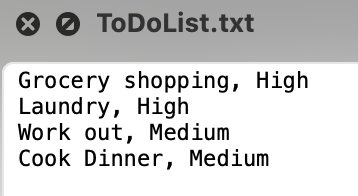 ToDoList.txt
Grocery shopping, High
Laundry, High
Work out, Medium
Cook Dinner, Medium